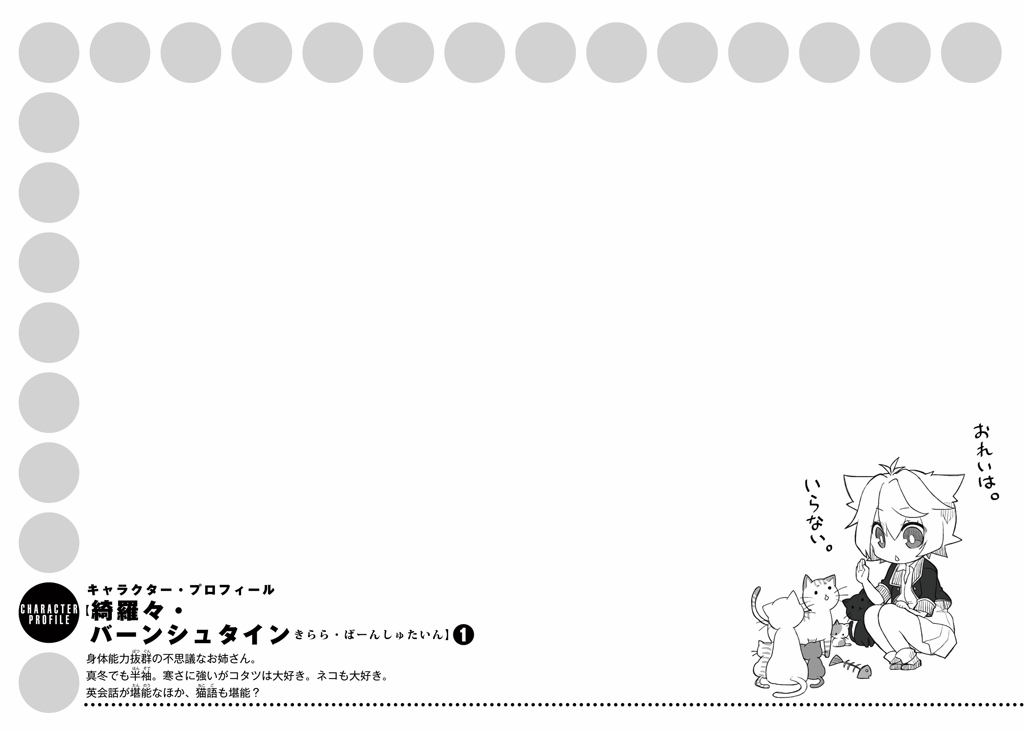 おれいは。
いらない。
CHARACTER
PROFILE
キャラクター・プロフィール
【綺羅々・
バーンシュタインきらら・ばーんしゅたいん】❶
身体能力抜群の不思議なお姉さん。
真冬でも半袖。寒さに強いがコタツは大好き。ネコも大好き。
英会話が堪能なほか、猫語も堪能？